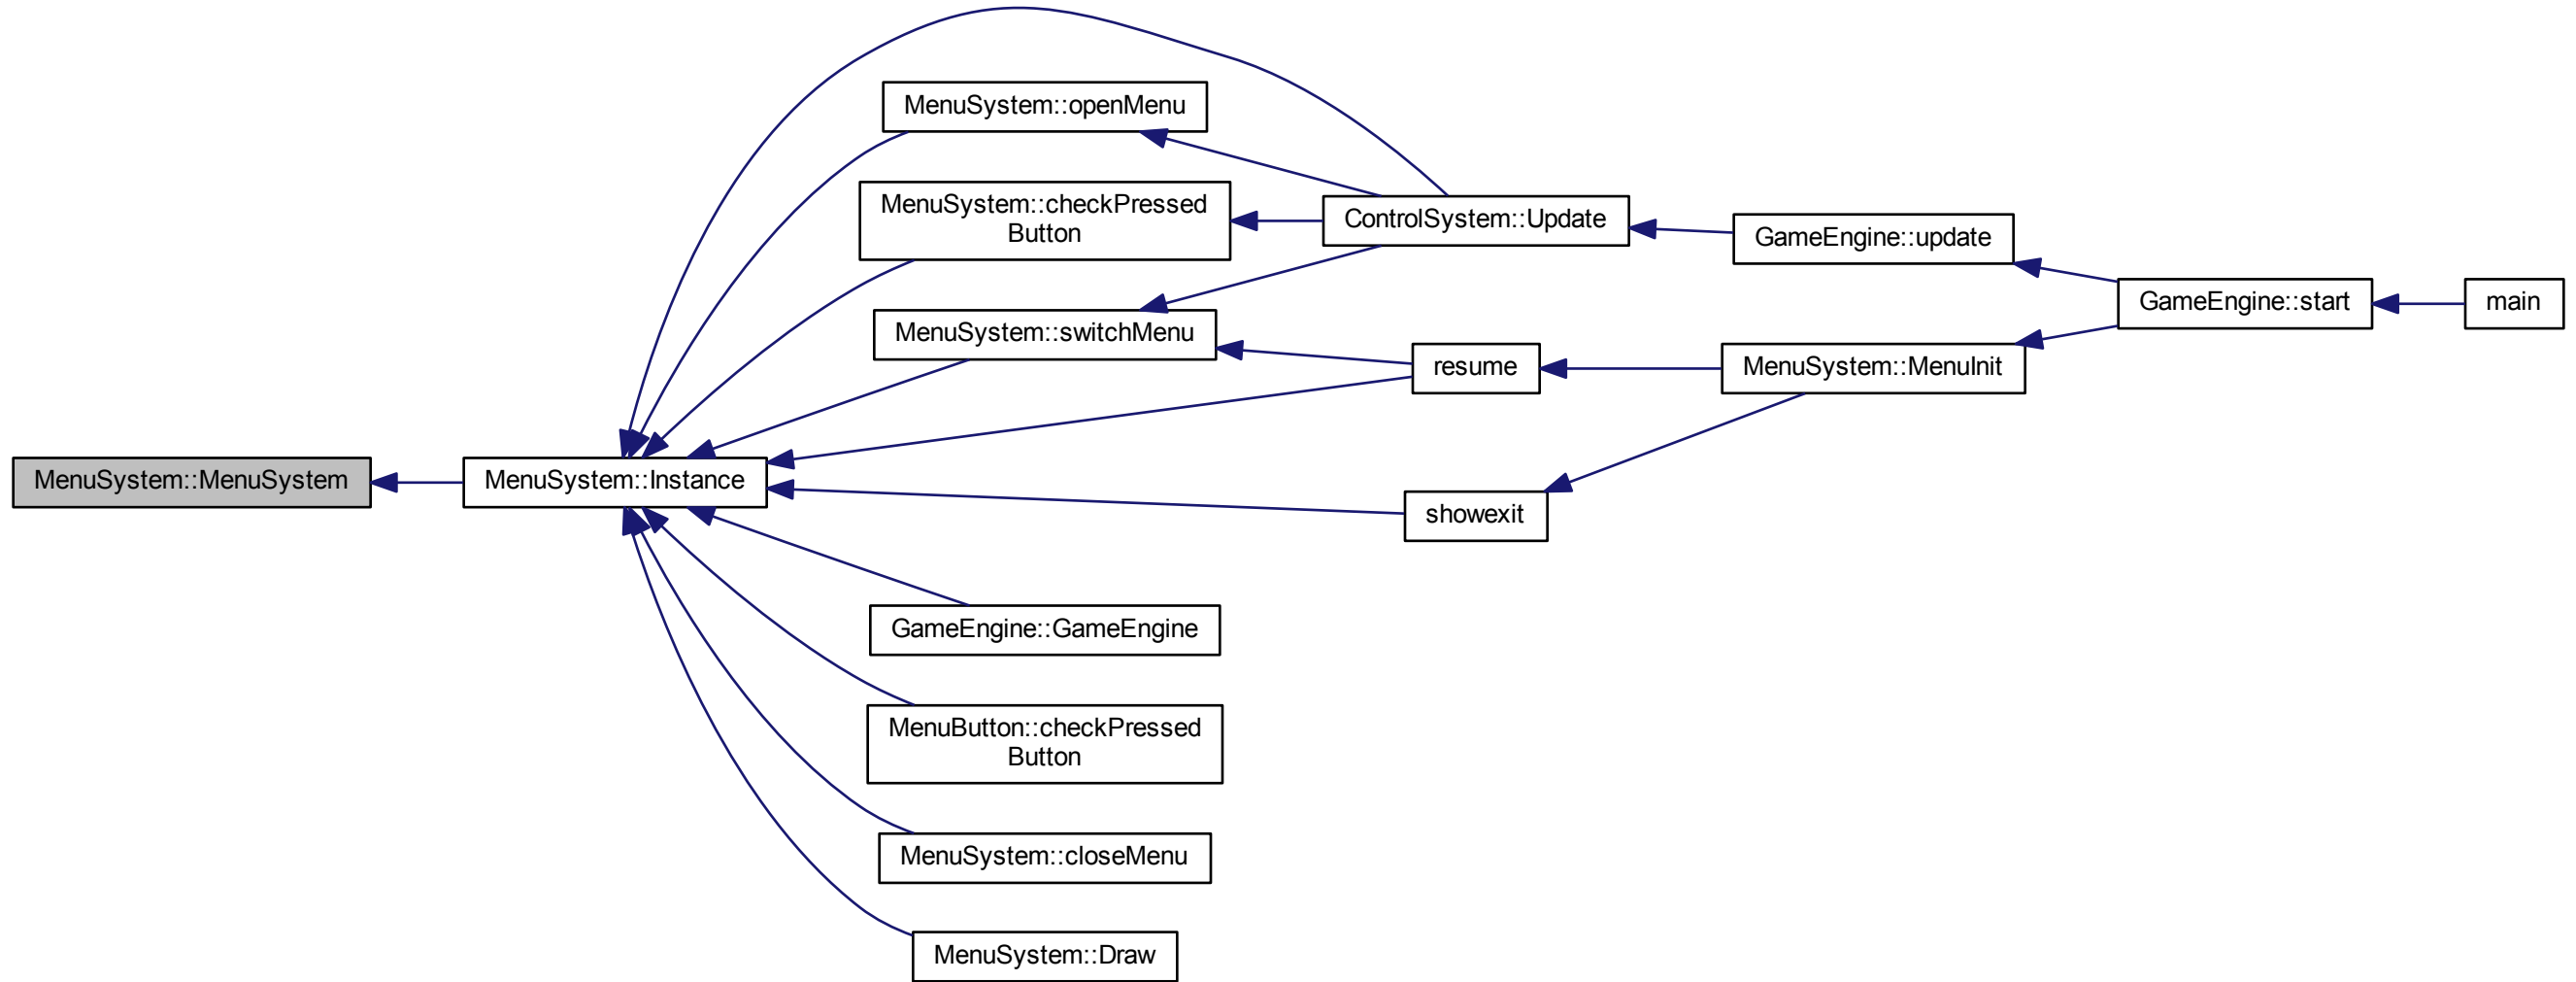 MenuSystem::openMenu
MenuSystem::checkPressed
Button
ControlSystem::Update
GameEngine::update
GameEngine::start
main
MenuSystem::switchMenu
resume
MenuSystem::MenuInit
MenuSystem::MenuSystem
MenuSystem::Instance
showexit
GameEngine::GameEngine
MenuButton::checkPressed
Button
MenuSystem::closeMenu
MenuSystem::Draw